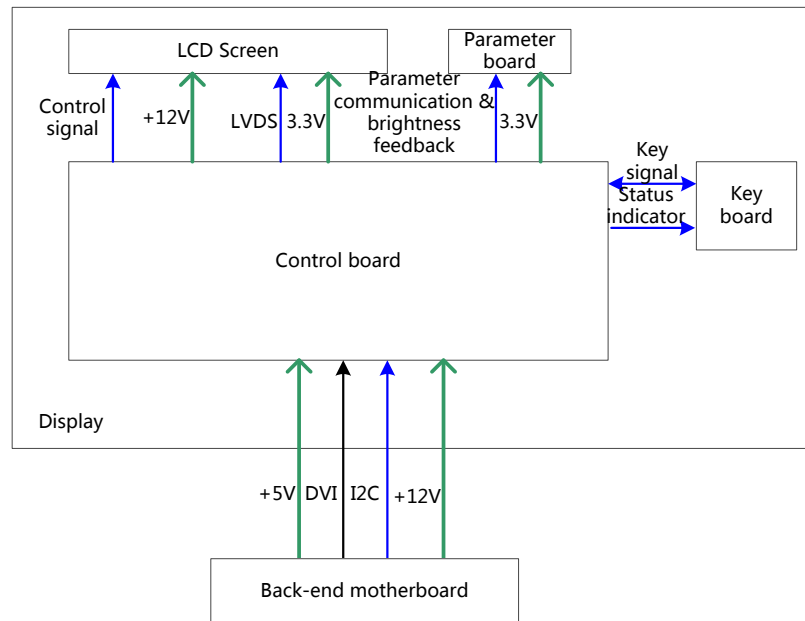 LCD Screen
Parameter
board
Control
signal
+12V
LVDS
3.3V
Parameter
communication &
brightness
feedback
3.3V
Key
signal
Status
indicator
Key
board
Control board
Display
+5V
DVI
I2C
+12V
Back-end motherboard